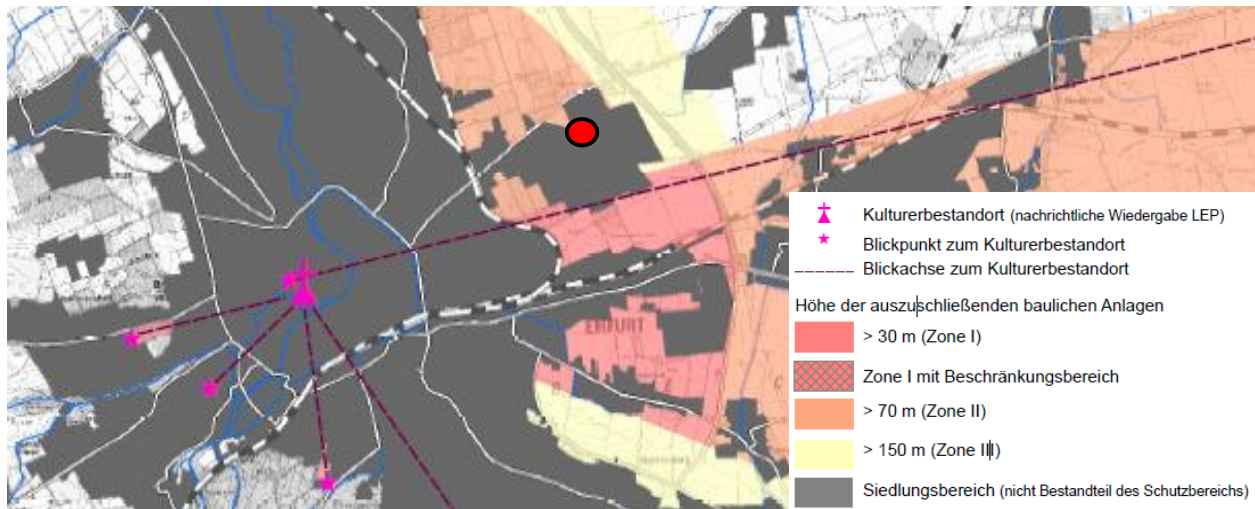 ERFURT
Kulturerbestandort (nachrichtliche Wiedergabe LEP)
Blickpunkt zum Kulturerbestandort
Blickachse zum Kulturerbestandort
Höhe der auszuschließenden baulichen Anlagen
> 30 m (Zone I)
Zone I mit Beschränkungsbereich
> 70 m (Zone II)
> 150 m (Zone III)
Siedlungsbereich (nicht Bestandteil des Schutzbereichs)